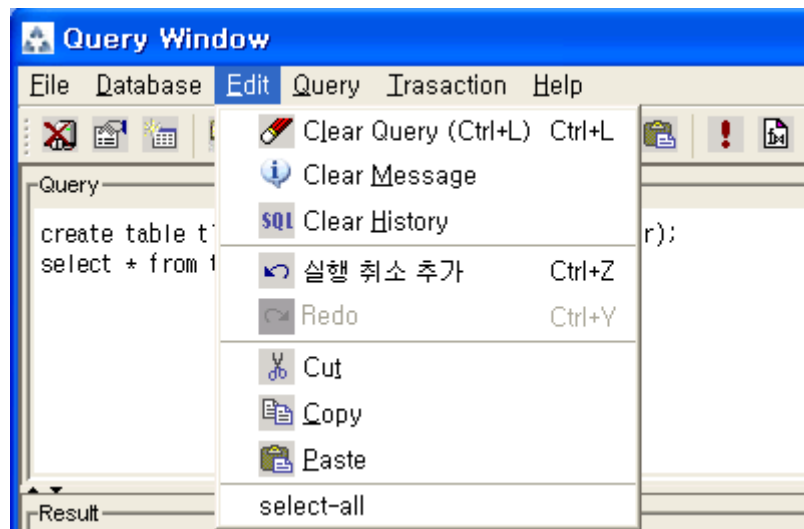 Query Window
File Database Edit Query Trasaction Help
Query
create table t
select * from
r);
Clear Query (Ctrl+L) Ctrl+L
Clear Message
SQL Clear History
실행 취소 추가 Ctrl+Z
Redo Ctrl+Y
Cut
Copy
Paste
select-all
Result